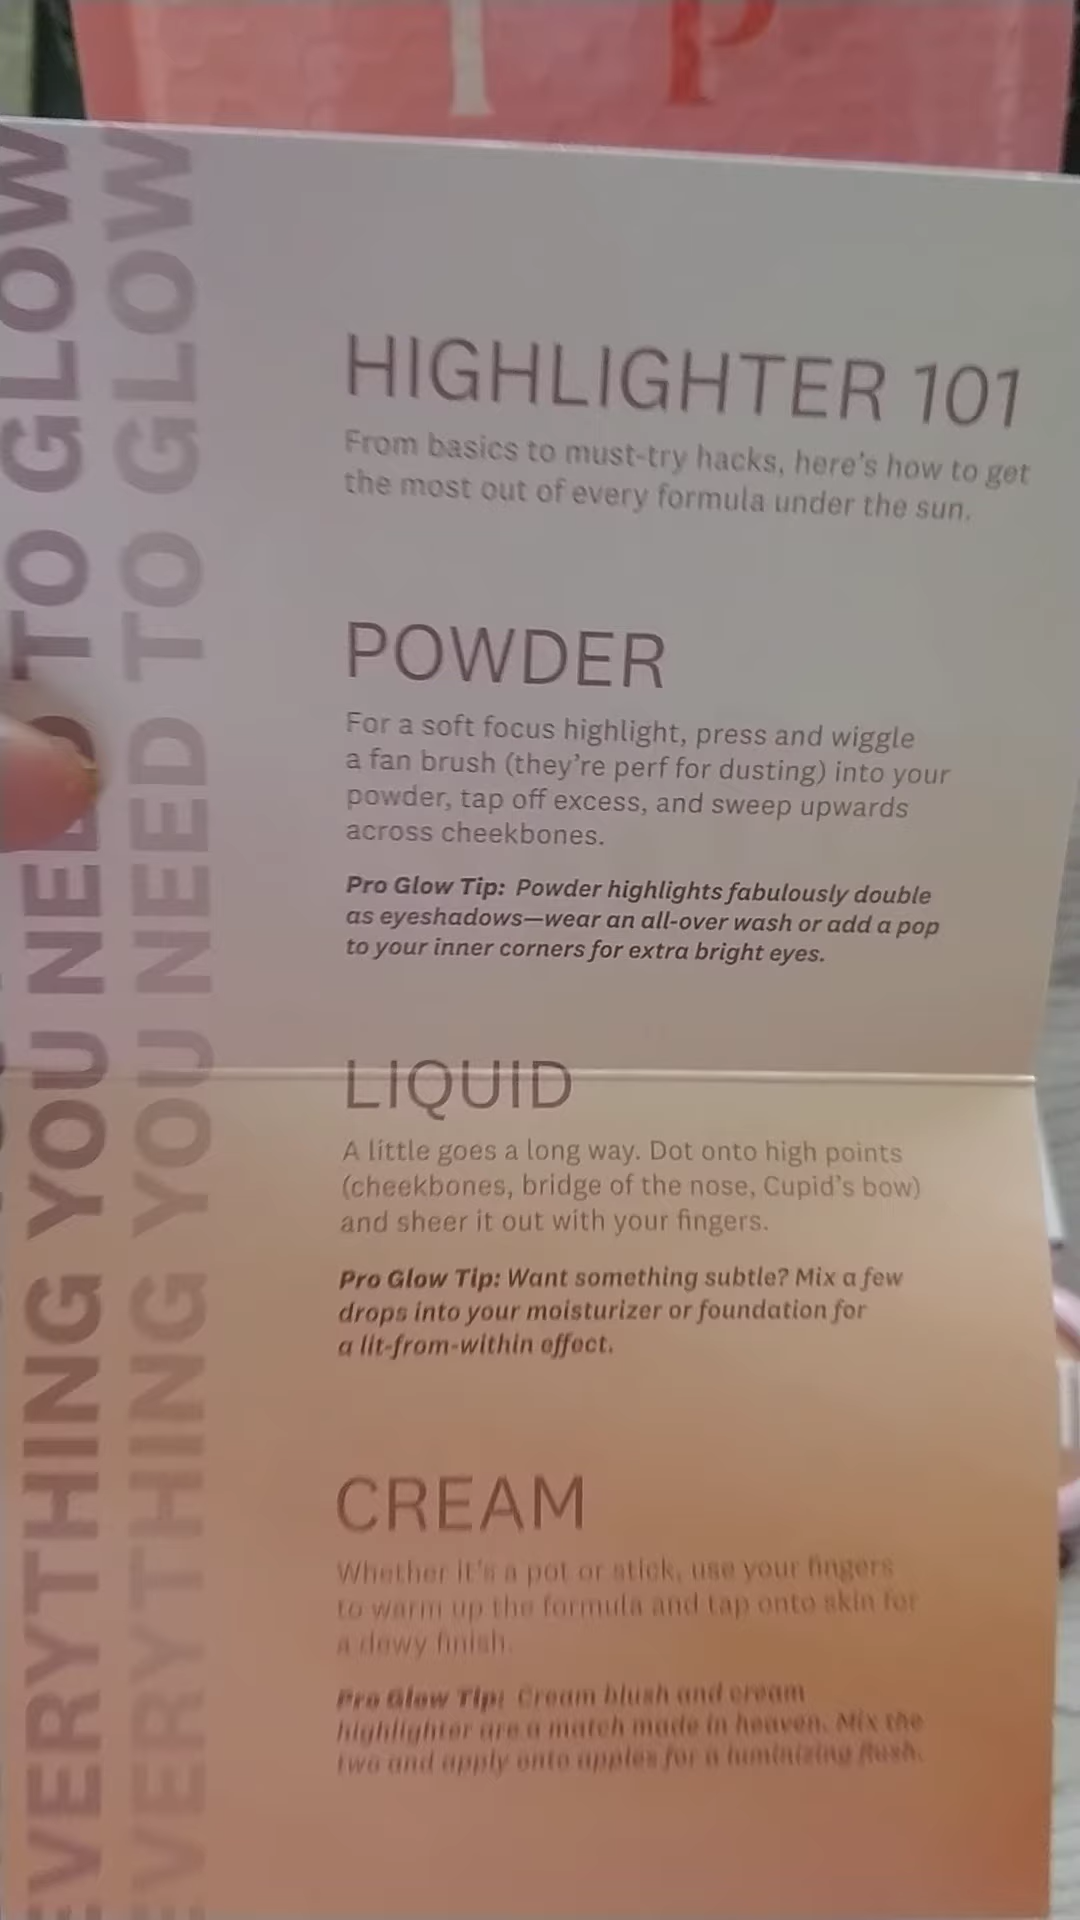 I P
EVERYTHING YOU NEED TO GLOW
EVERYTHING YOU NEED TO GLOW
HIGHLIGHTER 101
From basics to must-try hacks, here's how to get
the most out of every formula under the sun.
POWDER
For a soft focus highlight, press and wiggle
a fan brush (they're perf for dusting) into your
powder, tap off excess, and sweep upwards
across cheekbones.
Pro Glow Tip: Powder highlights fabulously double
as eyeshadows—wear an all-over wash or add a pop
to your inner corners for extra bright eyes.
LIQUID
A little goes a long way. Dot onto high points
(cheekbones, bridge of the nose, Cupid's bow)
and sheer it out with your fingers.
Pro Glow Tip: Want something subtle? Mix a few
drops into your moisturizer or foundation for
a lit-from-within effect.
CREAM
Whether it's a pot or stick, use your fingers
to warm up the formula and tap onto skin for
a dewy finish.
Pro Glow Tip: Cream blush and cream
highlighter are a match made in heaven. Mix the
two and apply onto apples for a luminizing flush.